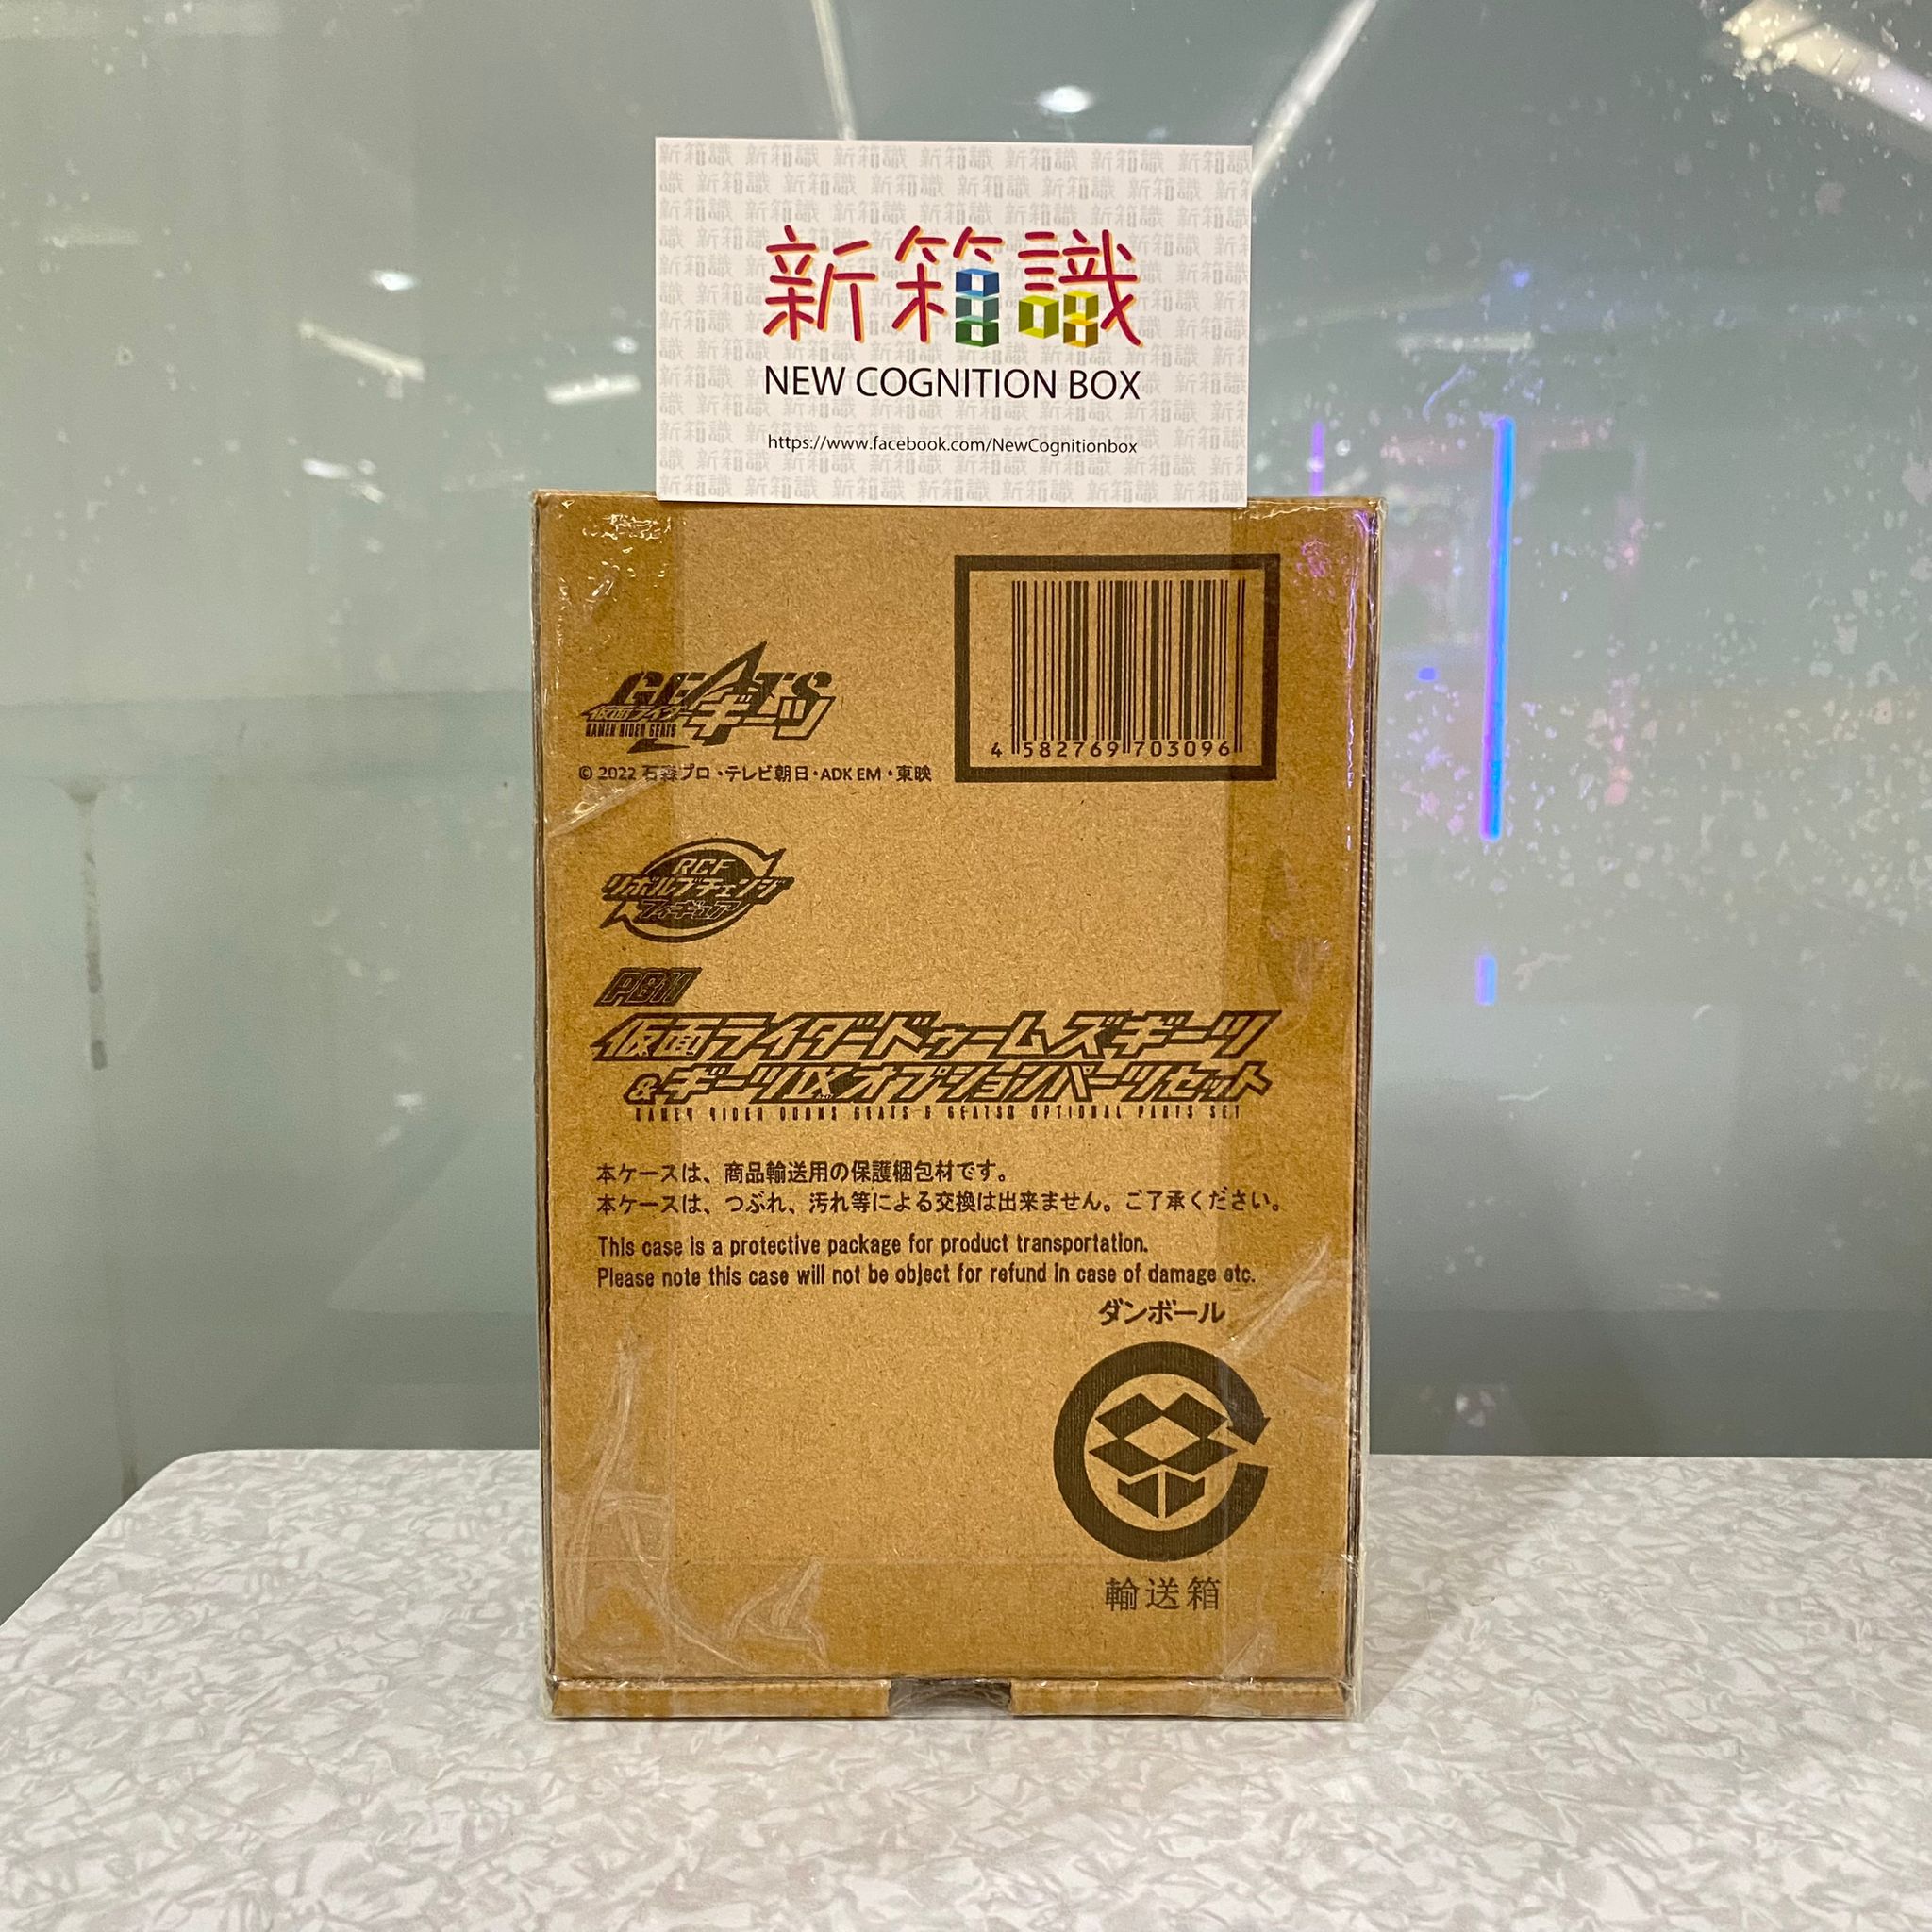 新箱識
NEW COGNITION BOX
https://www.facebook.com/NewCognitionbox
4 582769 703096
GEATS
仮面ライダーギーツ
KAMEN RIDER GEATS
© 2022 石森プロ・テレビ朝日・ADK EM・東映
RCF
リボルブチェンジ
フィギュア
PB11
仮面ライダードゥームズギーツ
&ギーツIXオプションパーツセット
KAMEN RIDER DOOMS GEATS & GEATSIX OPTIONAL PARTS SET
本ケースは、商品輸送用の保護梱包材です。
本ケースは、つぶれ、汚れ等による交換は出来ません。ご了承ください。
This case is a protective package for product transportation.
Please note this case will not be object for refund in case of damage etc.
ダンボール
輸送箱